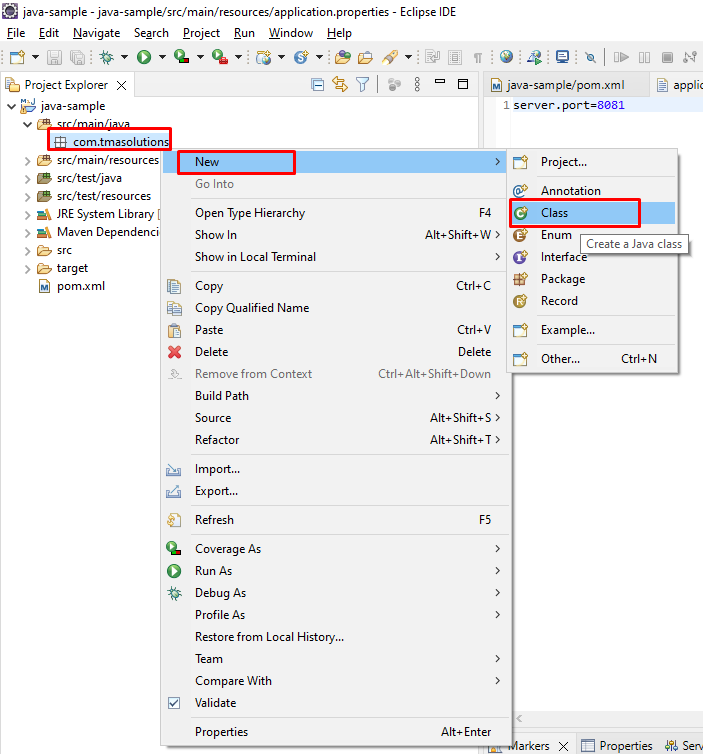 java-sample - java-sample/src/main/resources/application.properties - Eclipse IDE
File Edit Navigate Search Project Run Window Help
Project Explorer
java-sample
src/main/java
com.tmasolutions
src/main/resources
src/test/java
src/test/resources
JRE System Library [
Maven Dependenci
src
target
pom.xml
New
Go Into
Open Type Hierarchy F4
Show In Alt+Shift+W
Show in Local Terminal
Copy Ctrl+C
Copy Qualified Name
Paste Ctrl+V
Delete Delete
Remove from Context Ctrl+Alt+Shift+Down
Build Path
Source Alt+Shift+S
Refactor Alt+Shift+T
Import...
Export...
Refresh F5
Coverage As
Run As
Debug As
Profile As
Restore from Local History...
Team
Compare With
Validate
Properties Alt+Enter
Project...
Annotation
Class
Enum
Interface
Package
Record
Example...
Other... Ctrl+N
Create a Java class
java-sample/pom.xml applic
1 server.port=8081
Markers Properties Serv